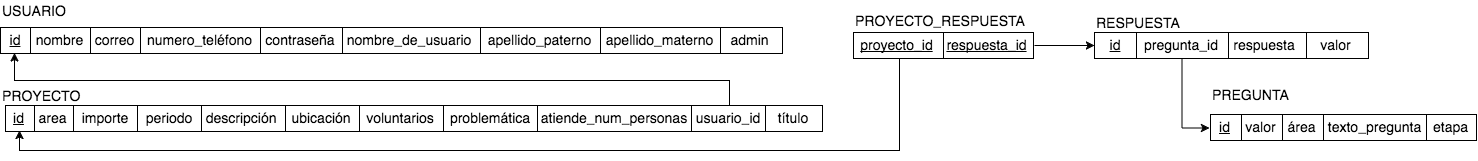 USUARIO
id nombre correo numero_teléfono contraseña nombre_de_usuario apellido_paterno apellido_materno admin
PROYECTO
id area importe periodo descripción ubicación voluntarios problemática atiende_num_personas usuario_id título
PROYECTO_RESPUESTA
proyecto_id respuesta_id
RESPUESTA
id pregunta_id respuesta valor
PREGUNTA
id valor área texto_pregunta etapa